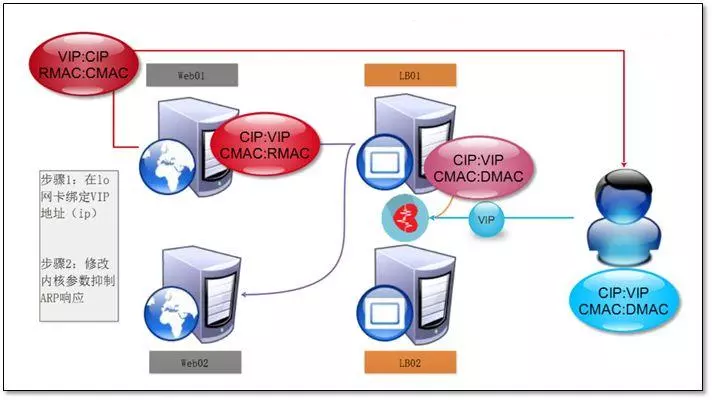 VIP:CIP
RMAC:CMAC
Web01
LB01
CIP:VIP
CMAC:RMAC
CIP:VIP
CMAC:DMAC
步骤1：在lo
网卡绑定VIP
地址（ip）
VIP
步骤2：修改
内核参数抑制
ARP响应
CIP:VIP
CMAC:DMAC
Web02
LB02